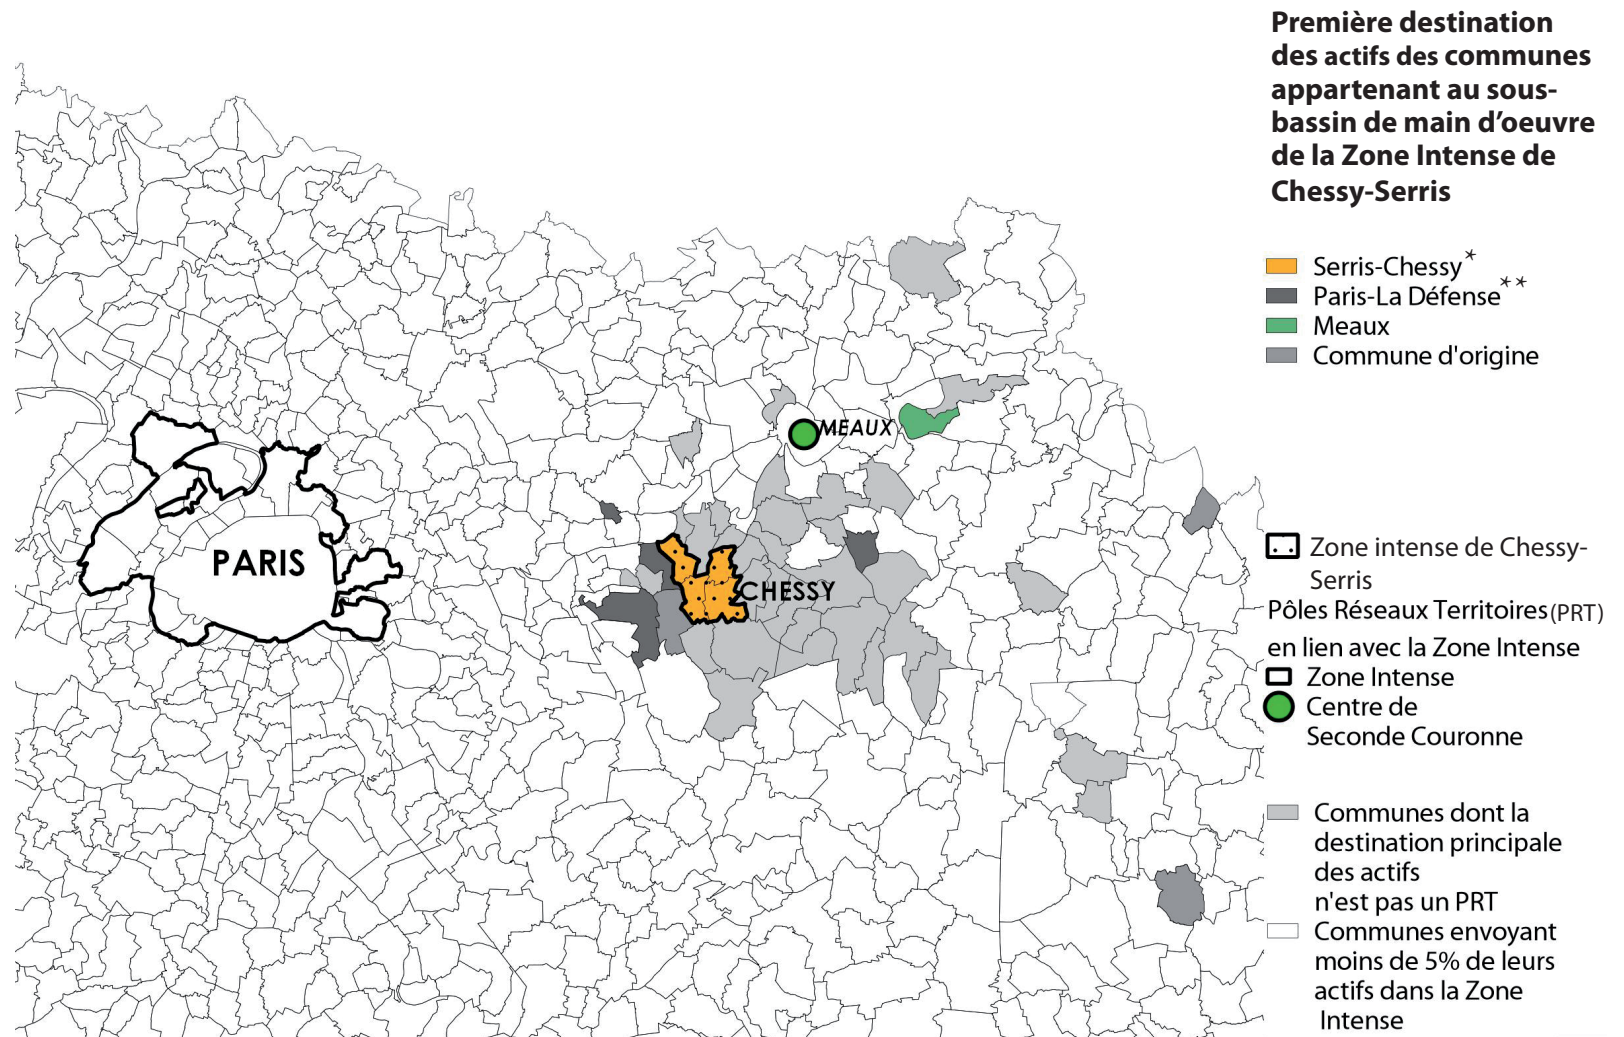 Première destination
des actifs des communes
appartenant au sous-
bassin de main d'oeuvre
de la Zone Intense de
Chessy-Serris
Serris-Chessy*
Paris-La Défense**
Meaux
Commune d'origine
MEAUX
PARIS
CHESSY
Zone intense de Chessy-
Serris
Pôles Réseaux Territoires (PRT)
en lien avec la Zone Intense
Zone Intense
Centre de
Seconde Couronne
Communes dont la
destination principale
des actifs
n'est pas un PRT
Communes envoyant
moins de 5% de leurs
actifs dans la Zone
Intense